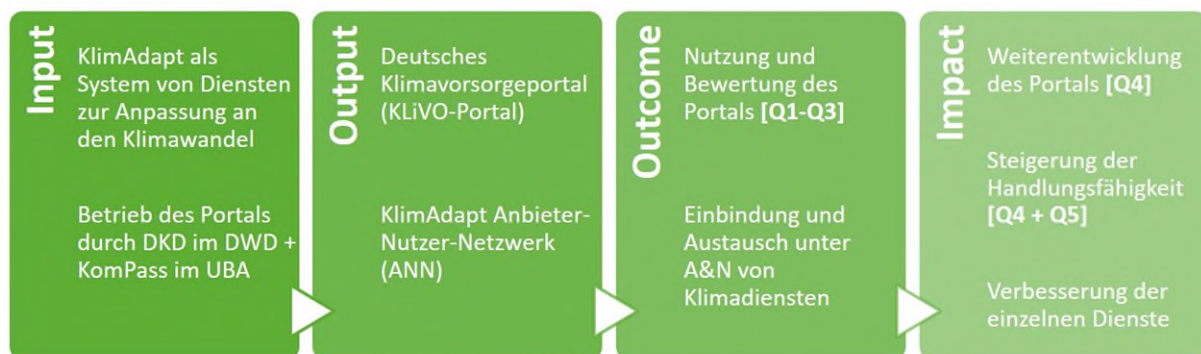 Input
KlimAdapt als
System von Diensten
zur Anpassung an
den Klimawandel
Betrieb des Portals
durch DKD im DWD +
KomPass im UBA
Output
Deutsches
Klimavorsorgeportal
(KLiVO-Portal)
KlimAdapt Anbieter-
Nutzer-Netzwerk
(ANN)
Outcome
Nutzung und
Bewertung des
Portals [Q1-Q3]
Einbindung und
Austausch unter
A&N von
Klimadiensten
Impact
Weiterentwicklung
des Portals [Q4]
Steigerung der
Handlungsfähigkeit
[Q4 + Q5]
Verbesserung der
einzelnen Dienste